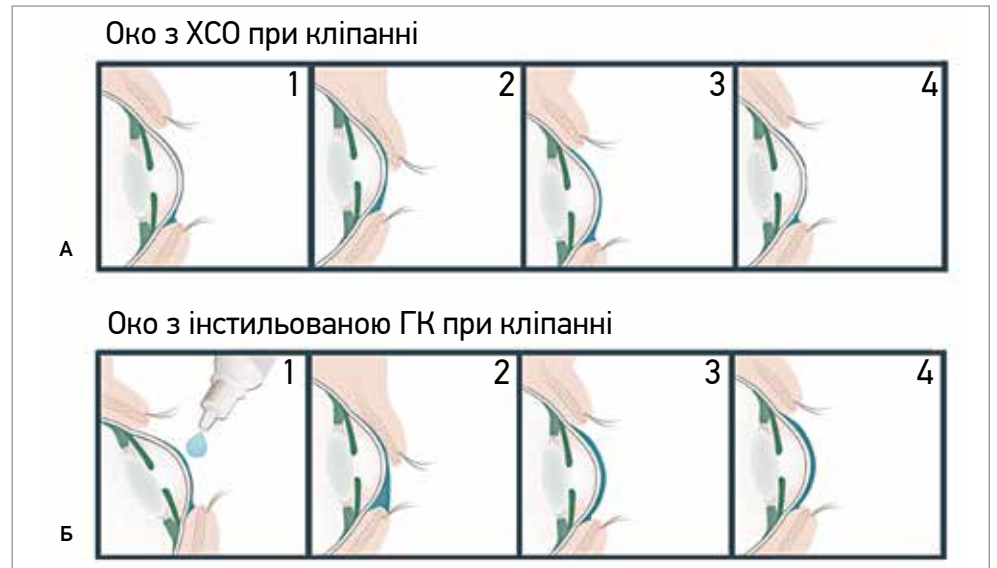 Око з ХСО при кліпанні
1 2 3 4
А
Око з інстильованою ГК при кліпанні
1 2 3 4
Б